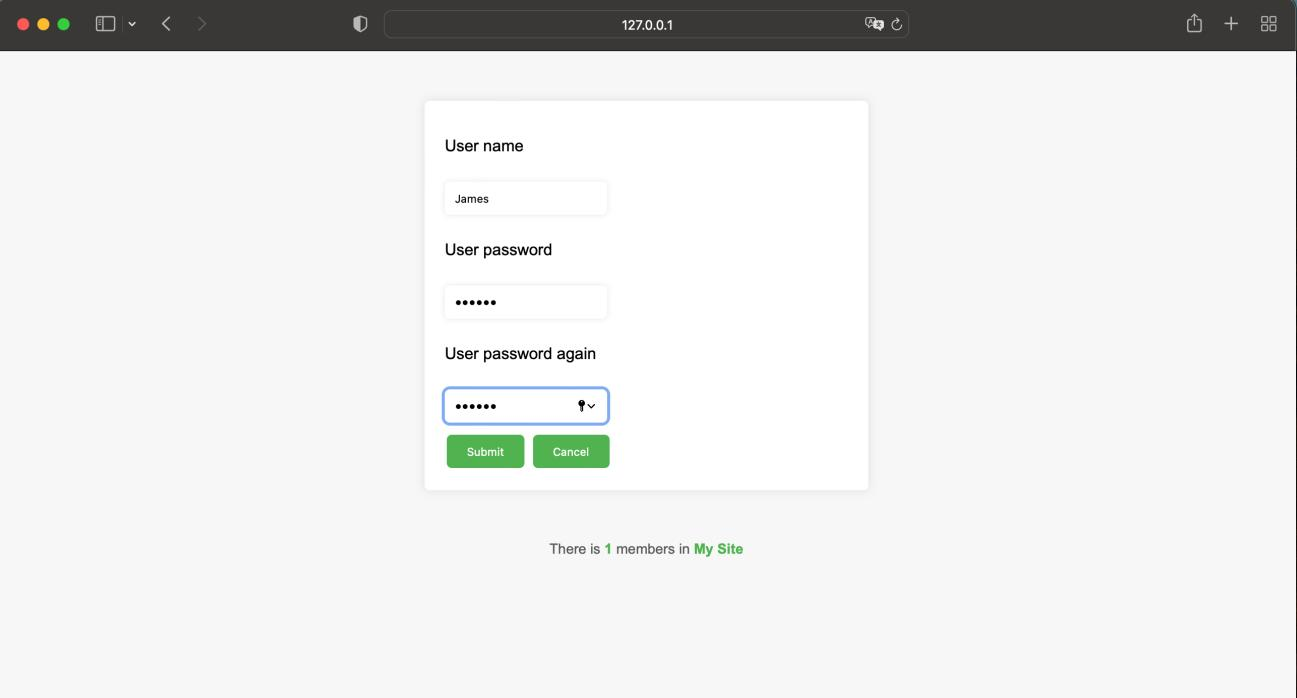 127.0.0.1
User name
James
User password
••••••
User password again
••••••
Submit Cancel
There is 1 members in My Site